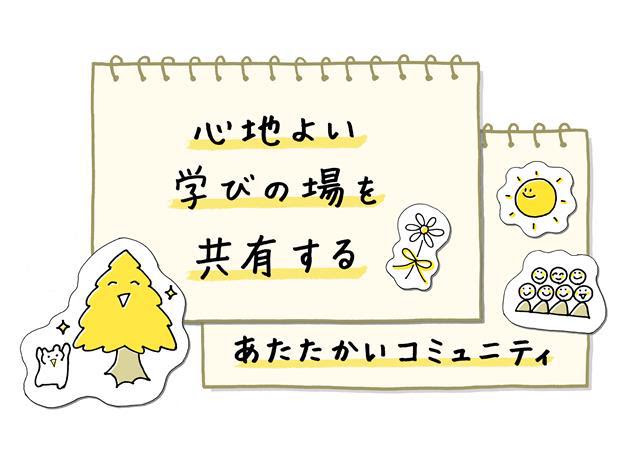 心地よい
学びの場を
共有する
あたたかいコミュニティ